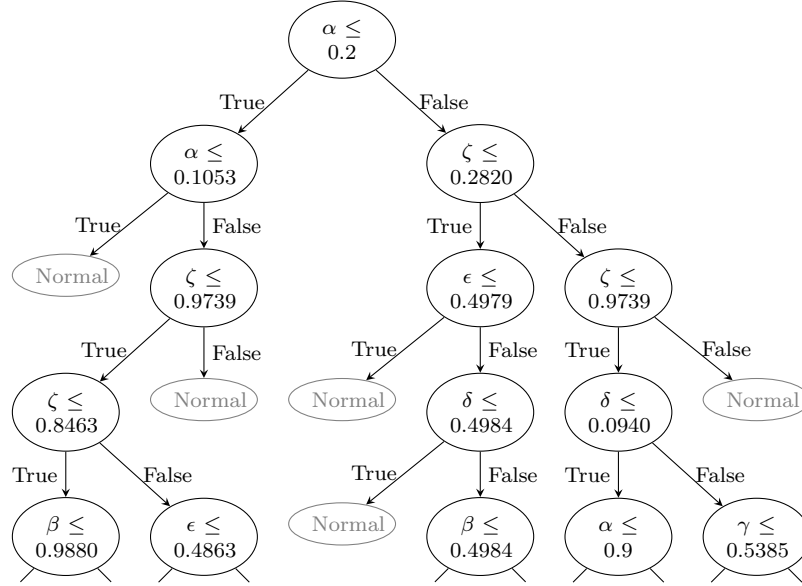 α ≤
0.2
True
False
α ≤
0.1053
ζ ≤
0.2820
True
False
True
False
Normal
ζ ≤
0.9739
ϵ ≤
0.4979
ζ ≤
0.9739
True
False
True
False
True
False
ζ ≤
0.8463
Normal
Normal
δ ≤
0.4984
δ ≤
0.0940
Normal
True
False
True
False
True
False
β ≤
0.9880
ϵ ≤
0.4863
Normal
β ≤
0.4984
α ≤
0.9
γ ≤
0.5385